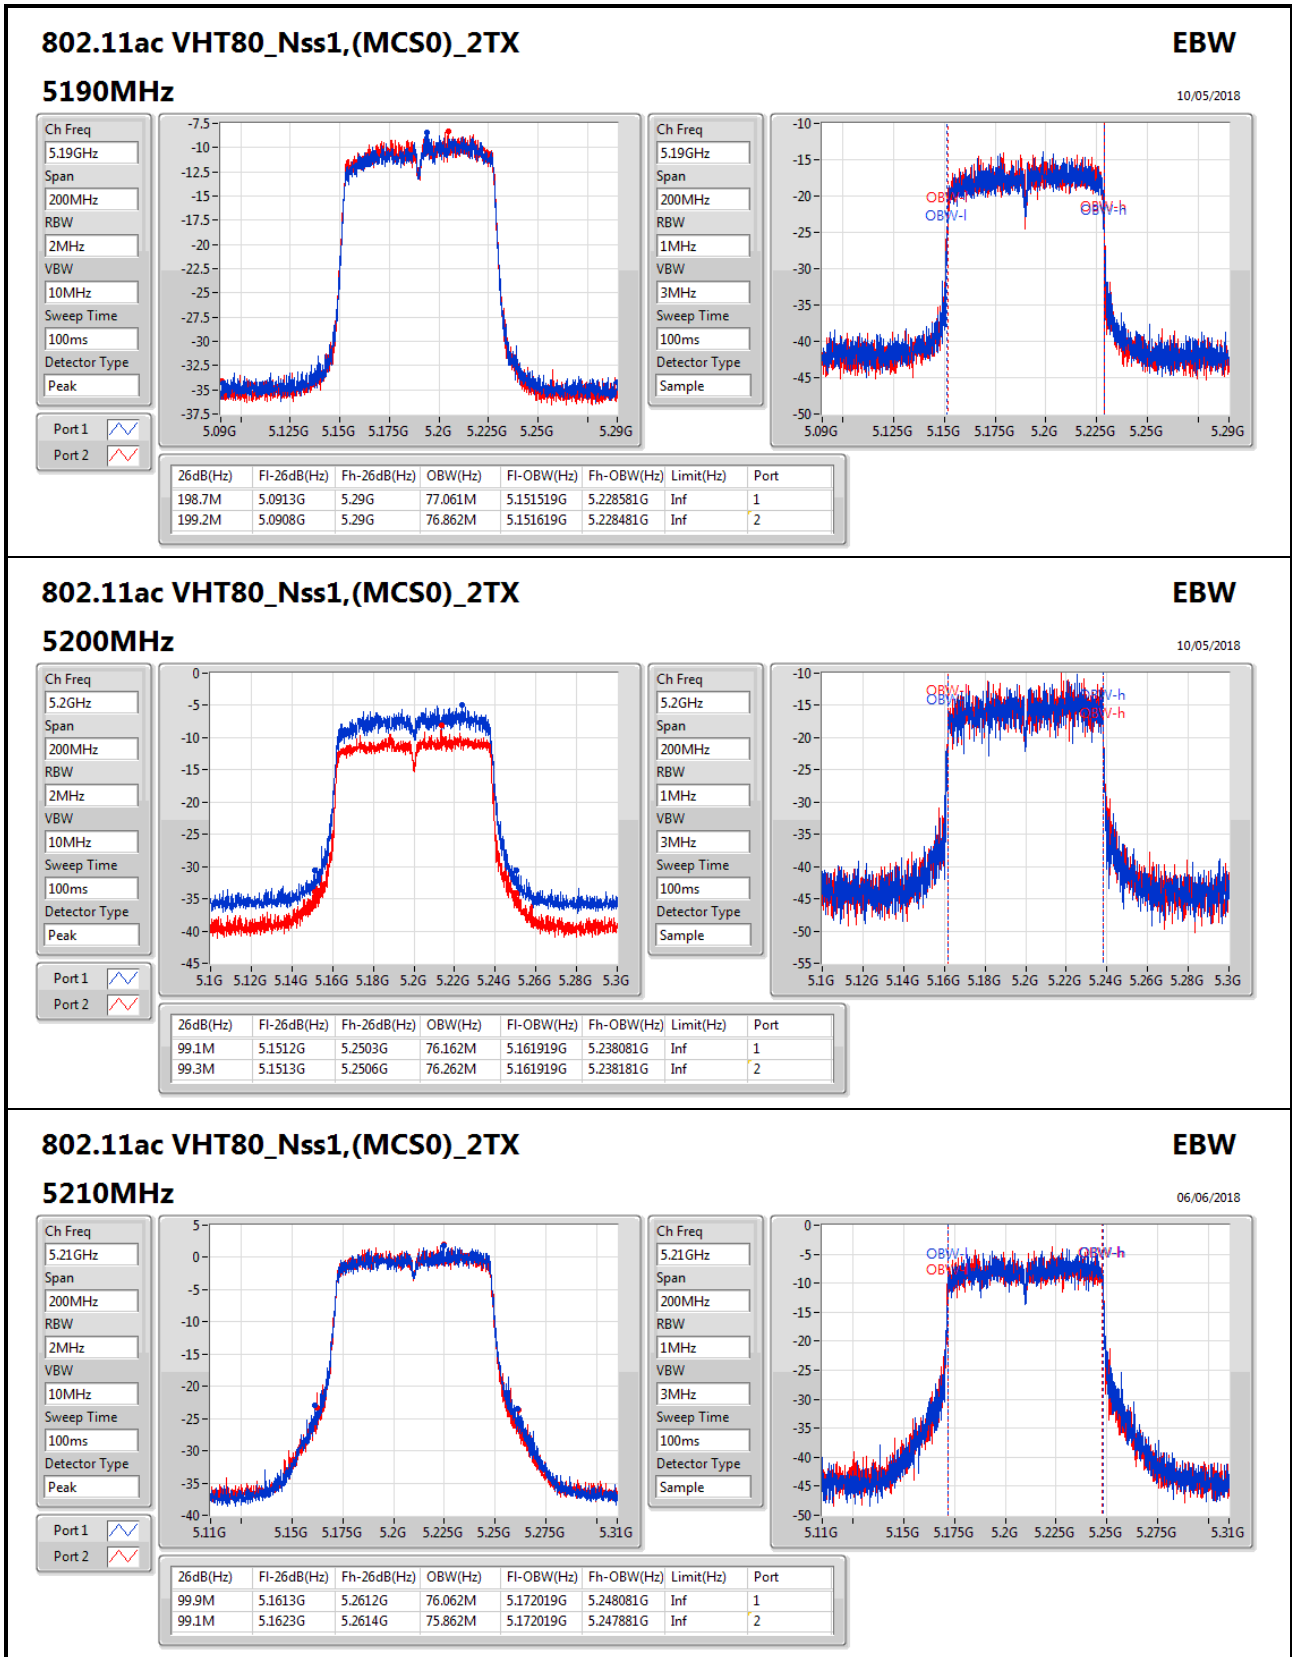 802.11ac VHT80_Nss1,(MCS0)_2TX EBW
5190MHz 10/05/2018
Ch Freq
5.19GHz
Span
200MHz
RBW
2MHz
VBW
10MHz
Sweep Time
100ms
Detector Type
Peak
Port 1
Port 2
-7.5
-10
-12.5
-15
-17.5
-20
-22.5
-25
-27.5
-30
-32.5
-35
-37.5
5.09G 5.125G 5.15G 5.175G 5.2G 5.225G 5.25G 5.29G
Ch Freq
5.19GHz
Span
200MHz
RBW
1MHz
VBW
3MHz
Sweep Time
100ms
Detector Type
Sample
-10
-15
-20
-25
-30
-35
-40
-45
-50
OBW-l
OBW-l
OBW-h
OBW-h
5.09G 5.125G 5.15G 5.175G 5.2G 5.225G 5.25G 5.29G
26dB(Hz) Fl-26dB(Hz) Fh-26dB(Hz) OBW(Hz) Fl-OBW(Hz) Fh-OBW(Hz) Limit(Hz) Port
198.7M 5.0913G 5.29G 77.061M 5.151519G 5.228581G Inf 1
199.2M 5.0908G 5.29G 76.862M 5.151619G 5.228481G Inf 2
802.11ac VHT80_Nss1,(MCS0)_2TX EBW
5200MHz 10/05/2018
Ch Freq
5.2GHz
Span
200MHz
RBW
2MHz
VBW
10MHz
Sweep Time
100ms
Detector Type
Peak
Port 1
Port 2
0
-5
-10
-15
-20
-25
-30
-35
-40
-45
5.1G 5.12G 5.14G 5.16G 5.18G 5.2G 5.22G 5.24G 5.26G 5.28G 5.3G
Ch Freq
5.2GHz
Span
200MHz
RBW
1MHz
VBW
3MHz
Sweep Time
100ms
Detector Type
Sample
-10
-15
-20
-25
-30
-35
-40
-45
-50
-55
OBW-l
OBW-l
OBW-h
OBW-h
5.1G 5.12G 5.14G 5.16G 5.18G 5.2G 5.22G 5.24G 5.26G 5.28G 5.3G
26dB(Hz) Fl-26dB(Hz) Fh-26dB(Hz) OBW(Hz) Fl-OBW(Hz) Fh-OBW(Hz) Limit(Hz) Port
99.1M 5.1512G 5.2503G 76.162M 5.161919G 5.238081G Inf 1
99.3M 5.1513G 5.2506G 76.262M 5.161919G 5.238181G Inf 2
802.11ac VHT80_Nss1,(MCS0)_2TX EBW
5210MHz 06/06/2018
Ch Freq
5.21GHz
Span
200MHz
RBW
2MHz
VBW
10MHz
Sweep Time
100ms
Detector Type
Peak
Port 1
Port 2
5
0
-5
-10
-15
-20
-25
-30
-35
-40
5.11G 5.15G 5.175G 5.2G 5.225G 5.25G 5.275G 5.31G
Ch Freq
5.21GHz
Span
200MHz
RBW
1MHz
VBW
3MHz
Sweep Time
100ms
Detector Type
Sample
0
-5
-10
-15
-20
-25
-30
-35
-40
-45
-50
OBW-l
OBW-l
OBW-h
OBW-h
5.11G 5.15G 5.175G 5.2G 5.225G 5.25G 5.275G 5.31G
26dB(Hz) Fl-26dB(Hz) Fh-26dB(Hz) OBW(Hz) Fl-OBW(Hz) Fh-OBW(Hz) Limit(Hz) Port
99.9M 5.1613G 5.2612G 76.062M 5.172019G 5.248081G Inf 1
99.1M 5.1623G 5.2614G 75.862M 5.172019G 5.247881G Inf 2